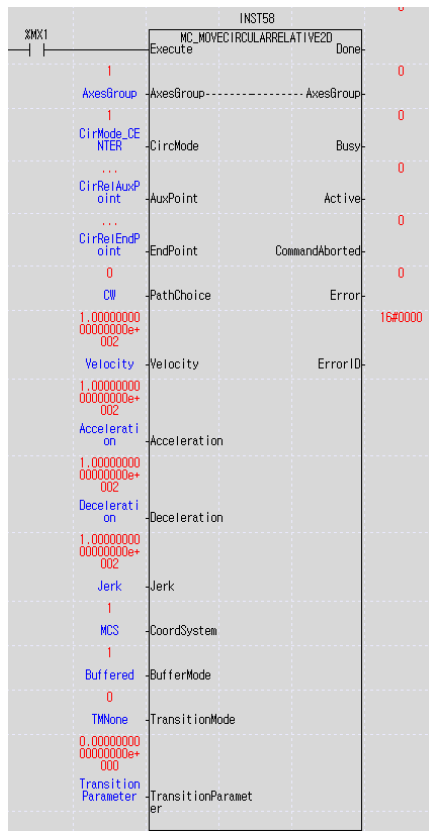 0
INST58
%MX1
MC_MOVECIRCULARRELATIVE2D
Execute Done
1 0
AxesGroup AxesGroup AxesGroup
1 0
CirMode_CE
NTER CircMode Busy
... 0
CirRelAuxP
oint AuxPoint Active
... 0
CirRelEndP
oint EndPoint CommandAborted
0 0
CW PathChoice Error
1.00000000 16#0000
00000000e+
002
Velocity Velocity ErrorID
1.00000000
00000000e+
002
Accelerati
on Acceleration
1.00000000
00000000e+
002
Decelerati
on Deceleration
1.00000000
00000000e+
002
Jerk Jerk
1
MCS CoordSystem
1
Buffered BufferMode
0
TMNone TransitionMode
0.00000000
00000000e+
000
Transition
Parameter TransitionParamet
er